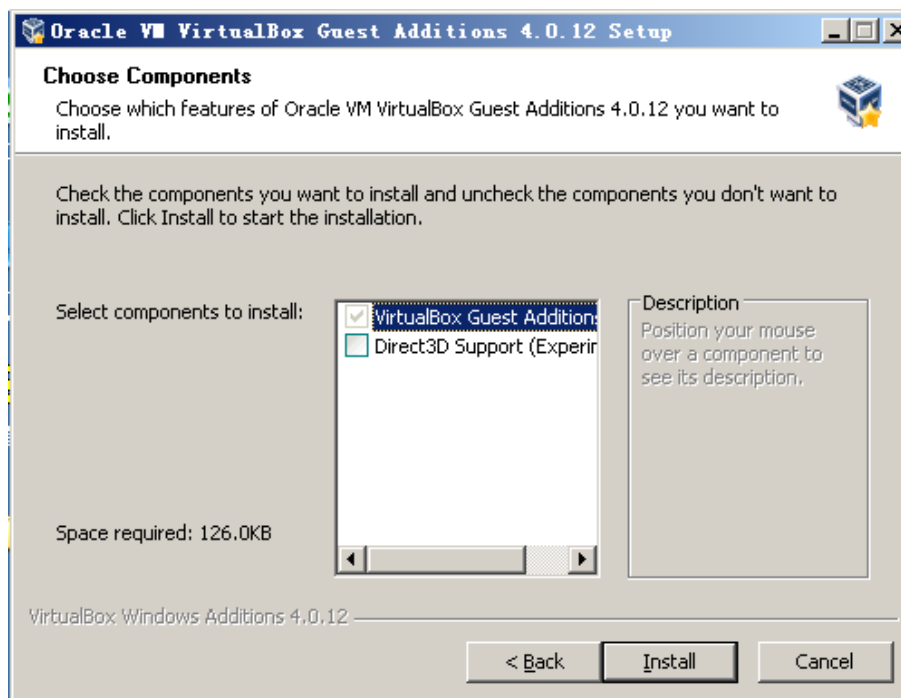 Oracle VM VirtualBox Guest Additions 4.0.12 Setup
Choose Components
Choose which features of Oracle VM VirtualBox Guest Additions 4.0.12 you want to
install.
Check the components you want to install and uncheck the components you don't want to
install. Click Install to start the installation.
Select components to install:
VirtualBox Guest Addition
Direct3D Support (Experi
Description
Position your mouse
over a component to
see its description.
Space required: 126.0KB
VirtualBox Windows Additions 4.0.12
< Back
Install
Cancel